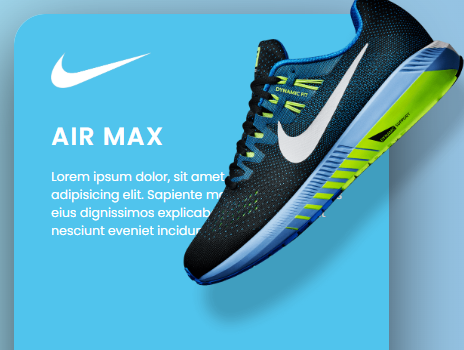 AIR MAX
Lorem ipsum dolor, sit amet
adipisicing elit. Sapiente
eius dignissimos
nesciunt eveniet
DYNAMIC FIT